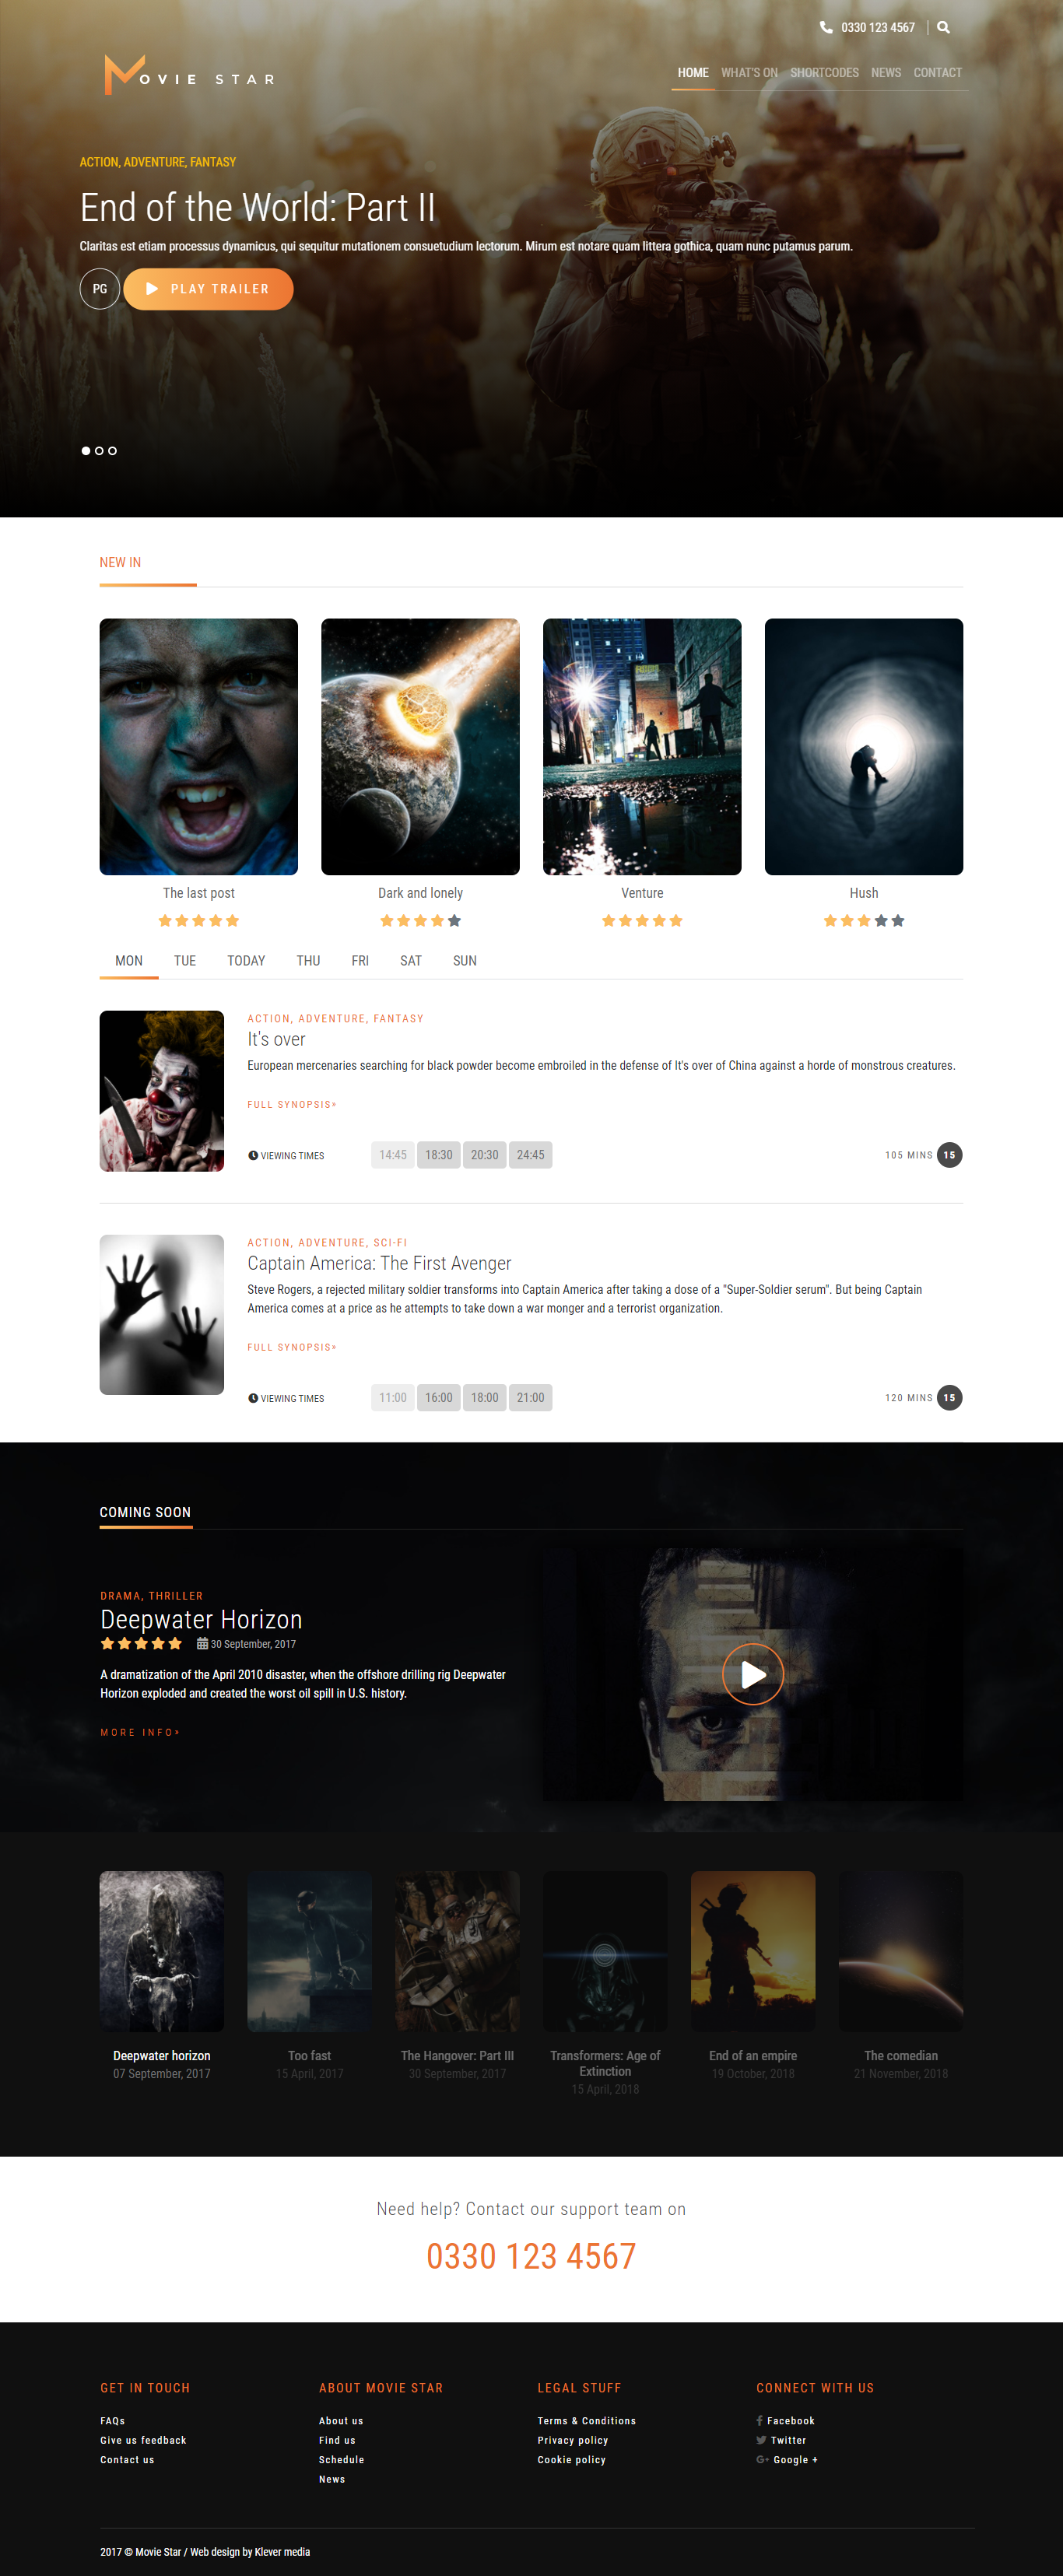 0330 123 4567
MOVIE STAR
HOME WHAT'S ON SHORTCODES NEWS CONTACT
ACTION, ADVENTURE, FANTASY
End of the World: Part II
Claritas est etiam processus dynamicus, qui sequitur mutationem consuetudium lectorum. Mirum est notare quam littera gothica, quam nunc putamus parum.
PG PLAY TRAILER
NEW IN
The last post Dark and lonely Venture Hush
MON TUE TODAY THU FRI SAT SUN
ACTION, ADVENTURE, FANTASY
It's over
European mercenaries searching for black powder become embroiled in the defense of It's over of China against a horde of monstrous creatures.
FULL SYNOPSIS»
VIEWING TIMES 14:45 18:30 20:30 24:45 105 MINS 15
ACTION, ADVENTURE, SCI-FI
Captain America: The First Avenger
Steve Rogers, a rejected military soldier transforms into Captain America after taking a dose of a "Super-Soldier serum". But being Captain
America comes at a price as he attempts to take down a war monger and a terrorist organization.
FULL SYNOPSIS»
VIEWING TIMES 11:00 16:00 18:00 21:00 120 MINS 15
COMING SOON
DRAMA, THRILLER
Deepwater Horizon
30 September, 2017
A dramatization of the April 2010 disaster, when the offshore drilling rig Deepwater
Horizon exploded and created the worst oil spill in U.S. history.
MORE INFO»
Deepwater horizon
07 September, 2017
Too fast
15 April, 2017
The Hangover: Part III
30 September, 2017
Transformers: Age of
Extinction
15 April, 2018
End of an empire
19 October, 2018
The comedian
21 November, 2018
Need help? Contact our support team on
0330 123 4567
GET IN TOUCH
FAQs
Give us feedback
Contact us
ABOUT MOVIE STAR
About us
Find us
Schedule
News
LEGAL STUFF
Terms & Conditions
Privacy policy
Cookie policy
CONNECT WITH US
Facebook
Twitter
G+ Google +
2017 © Movie Star / Web design by Klever media